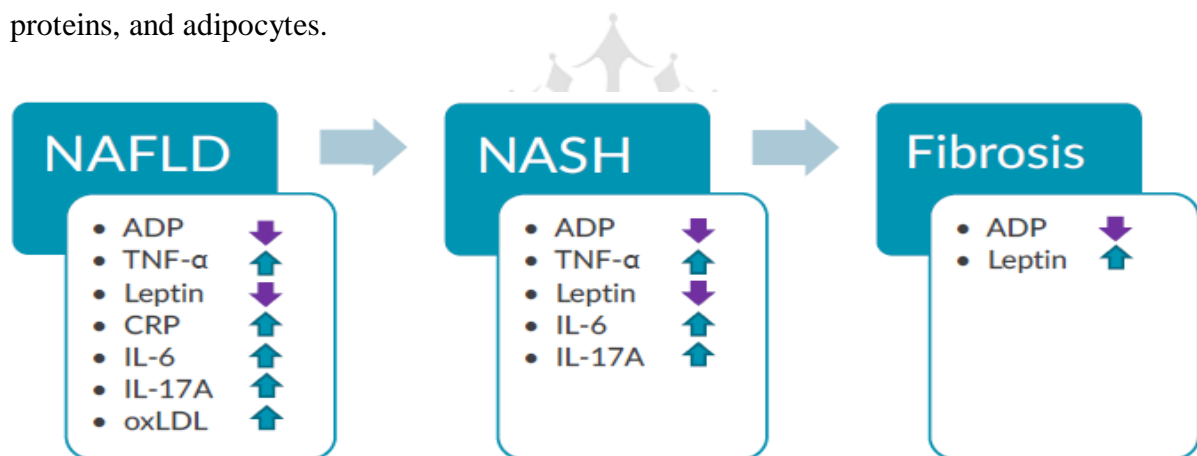 proteins, and adipocytes.
NAFLD
• ADP
• TNF-α
• Leptin
• CRP
• IL-6
• IL-17A
• oxLDL
NASH
• ADP
• TNF-α
• Leptin
• IL-6
• IL-17A
Fibrosis
• ADP
• Leptin